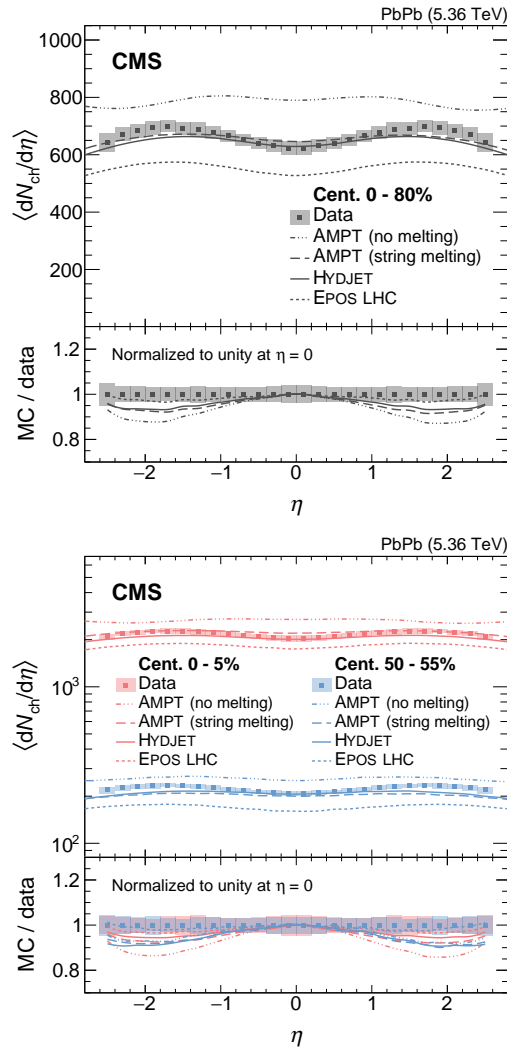 PbPb (5.36 TeV)
CMS
1000
800
600
400
200
⟨dN_ch/dη⟩
Cent. 0 - 80%
Data
AMPT (no melting)
AMPT (string melting)
HYDJET
EPOS LHC
Normalized to unity at η = 0
1.2
1
0.8
MC / data
−2 −1 0 1 2
η
PbPb (5.36 TeV)
CMS
⟨dN_ch/dη⟩
10³
10²
Cent. 0 - 5% Cent. 50 - 55%
Data Data
AMPT (no melting) AMPT (no melting)
AMPT (string melting) AMPT (string melting)
HYDJET HYDJET
EPOS LHC EPOS LHC
Normalized to unity at η = 0
1.2
1
0.8
MC / data
−2 −1 0 1 2
η